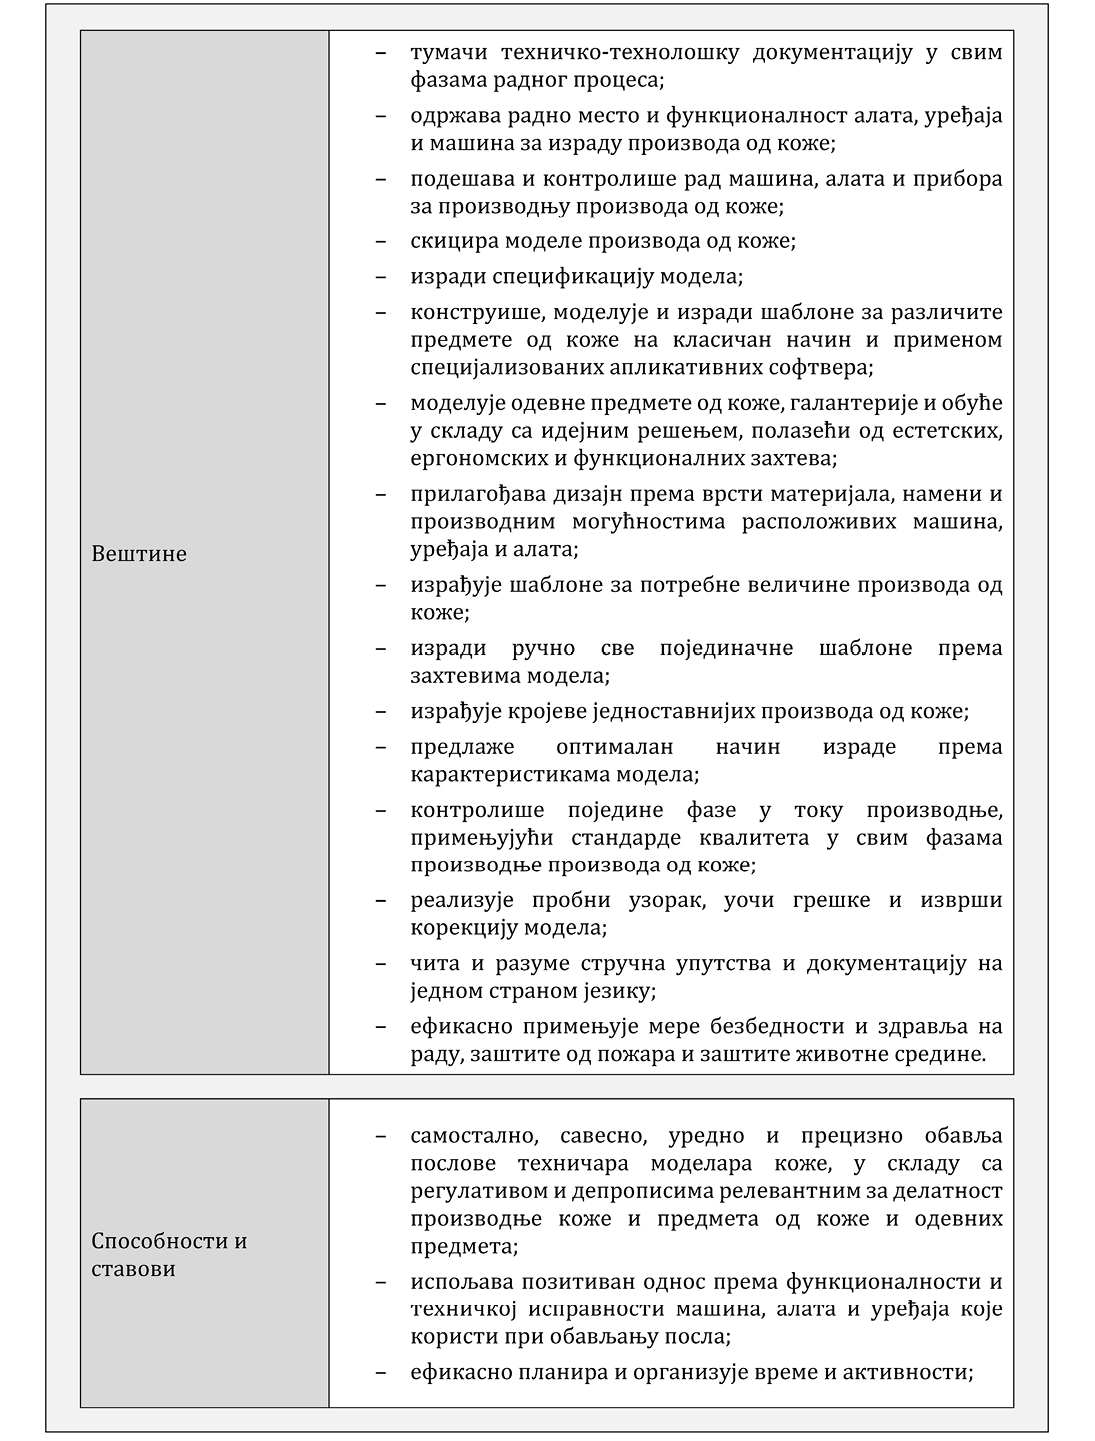 Вештине
– тумачи техничко-технолошку документацију у свим
фазама радног процеса;
– одржава радно место и функционалност алата, уређаја
и машина за израду производа од коже;
– подешава и контролише рад машина, алата и прибора
за производњу производа од коже;
– скицира моделе производа од коже;
– изради спецификацију модела;
– конструише, моделује и изради шаблоне за различите
предмете од коже на класичан начин и применом
специјализованих апликативних софтвера;
– моделује одевне предмете од коже, галантерије и обуће
у складу са идејним решењем, полазећи од естетских,
ергономских и функционалних захтева;
– прилагођава дизајн према врсти материјала, намени и
производним могућностима расположивих машина,
уређаја и алата;
– израђује шаблоне за потребне величине производа од
коже;
– изради ручно све појединачне шаблоне према
захтевима модела;
– израђује кројеве једноставнијих производа од коже;
– предлаже оптималан начин израде према
карактеристикама модела;
– контролише поједине фазе у току производње,
примењујући стандарде квалитета у свим фазама
производње производа од коже;
– реализује пробни узорак, уочи грешке и изврши
корекцију модела;
– чита и разуме стручна упутства и документацију на
једном страном језику;
– ефикасно примењује мере безбедности и здравља на
раду, заштите од пожара и заштите животне средине.
Способности и
ставови
– самостално, савесно, уредно и прецизно обавља
послове техничара моделара коже, у складу са
регулативом и депрописима релевантним за делатност
производње коже и предмета од коже и одевних
предмета;
– испољава позитиван однос према функционалности и
техничкој исправности машина, алата и уређаја које
користи при обављању посла;
– ефикасно планира и организује време и активности;